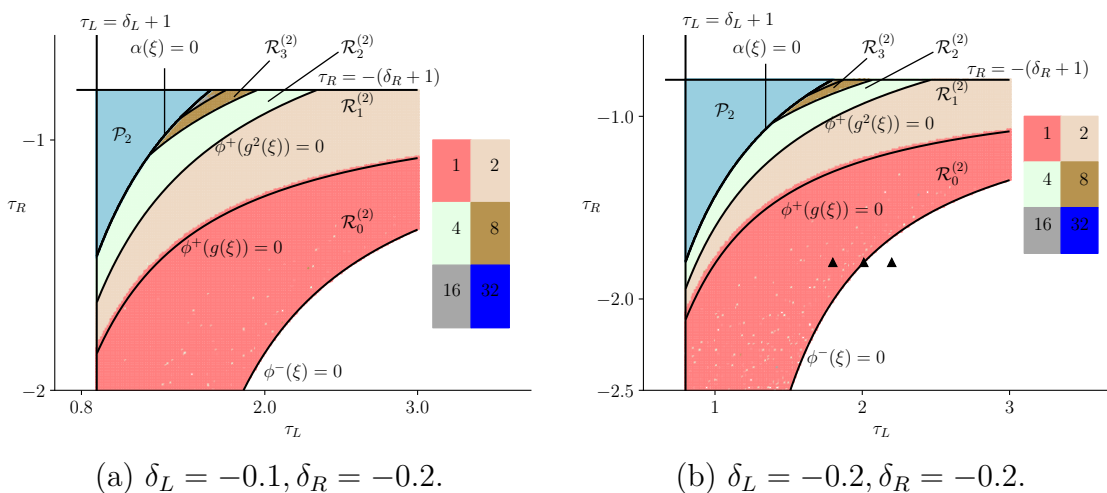 τ_L = δ_L + 1
α(ξ) = 0
R_3^(2)
R_2^(2)
τ_R = −(δ_R + 1)
P_2
R_1^(2)
−1
φ^+(g^2(ξ)) = 0
τ_R
R_0^(2)
φ^+(g(ξ)) = 0
φ^−(ξ) = 0
−2
0.8
2.0
3.0
τ_L
1 2
4 8
16 32
(a) δ_L = −0.1, δ_R = −0.2.
τ_L = δ_L + 1
α(ξ) = 0
R_3^(2)
R_2^(2)
τ_R = −(δ_R + 1)
P_2
R_1^(2)
−1.0
φ^+(g^2(ξ)) = 0
R_0^(2)
τ_R
φ^+(g(ξ)) = 0
−2.0
φ^−(ξ) = 0
−2.5
1
2
3
τ_L
1 2
4 8
16 32
(b) δ_L = −0.2, δ_R = −0.2.